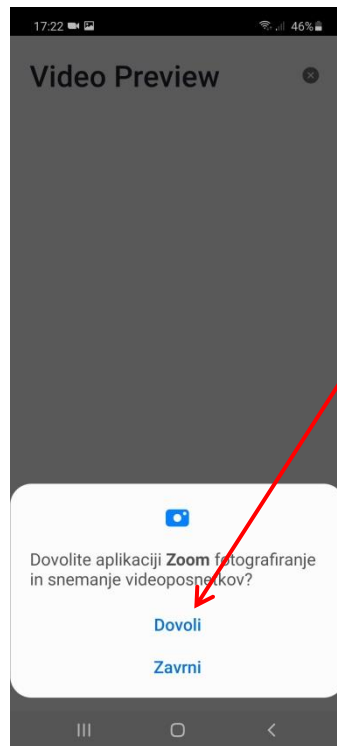 17:22 46%
Video Preview
Dovolite aplikaciji Zoom fotografiranje
in snemanje videoposnetkov?
Dovoli
Zavrni